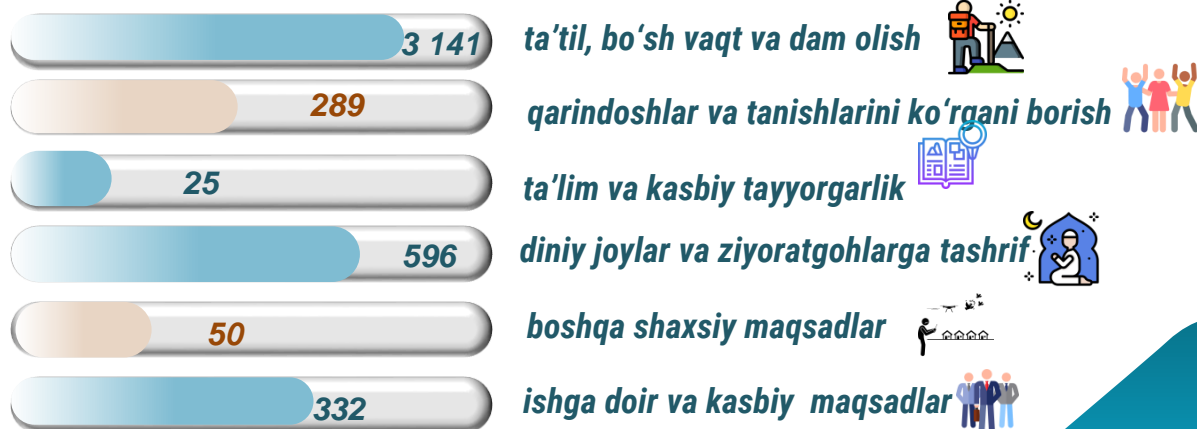 3 141 ta’til, bo‘sh vaqt va dam olish
289 qarindoshlar va tanishlarini ko‘rgani borish
25 ta’lim va kasbiy tayyorgarlik
596 diniy joylar va ziyoratgohlarga tashrif
50 boshqa shaxsiy maqsadlar
332 ishga doir va kasbiy maqsadlar